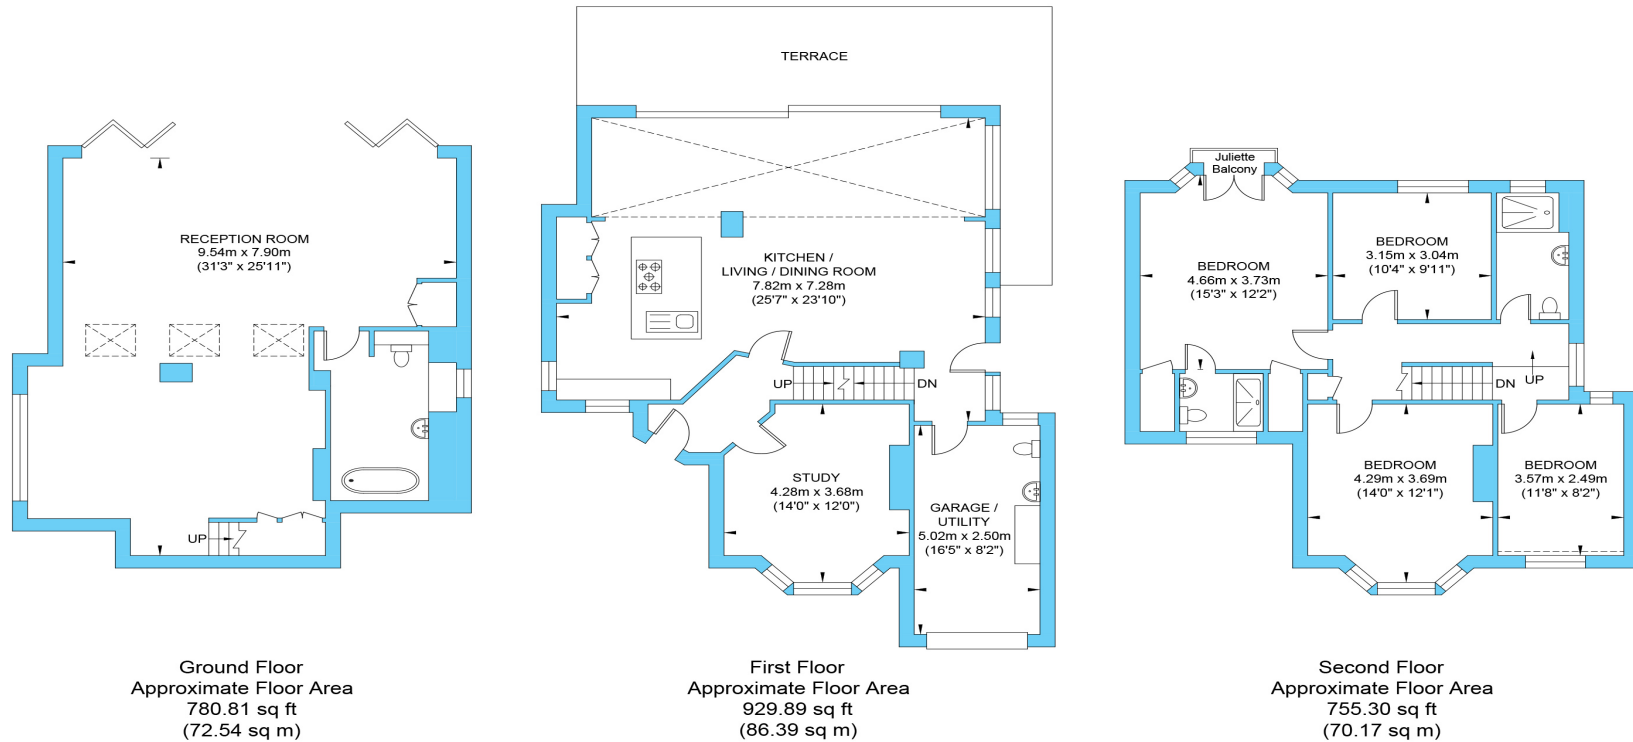 RECEPTION ROOM
9.54m x 7.90m
(31'3" x 25'11")
UP
Ground Floor
Approximate Floor Area
780.81 sq ft
(72.54 sq m)
TERRACE
KITCHEN /
LIVING / DINING ROOM
7.82m x 7.28m
(25'7" x 23'10")
UP
DN
STUDY
4.28m x 3.68m
(14'0" x 12'0")
GARAGE /
UTILITY
5.02m x 2.50m
(16'5" x 8'2")
First Floor
Approximate Floor Area
929.89 sq ft
(86.39 sq m)
Juliette
Balcony
BEDROOM
4.66m x 3.73m
(15'3" x 12'2")
BEDROOM
3.15m x 3.04m
(10'4" x 9'11")
DN
UP
BEDROOM
4.29m x 3.69m
(14'0" x 12'1")
BEDROOM
3.57m x 2.49m
(11'8" x 8'2")
Second Floor
Approximate Floor Area
755.30 sq ft
(70.17 sq m)